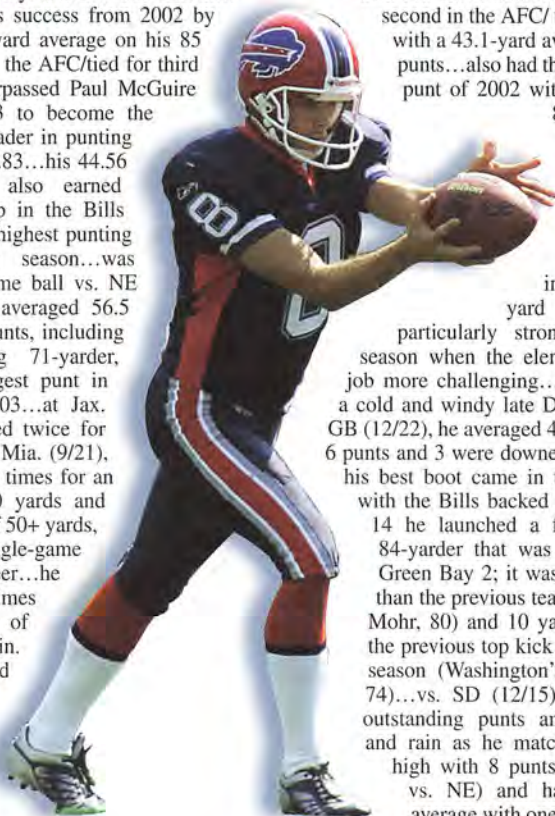 s success from 2002 by
yard average on his 85
the AFC/tied for third
rpassed Paul McGuire
3 to become the
ader in punting
.83…his 44.56
also earned
in the Bills
highest punting
season…was
me ball vs. NE
averaged 56.5
unts, including
g 71-yarder,
gest punt in
03…at Jax.
ed twice for
Mia. (9/21),
times for an
0 yards and
f 50+ yards,
gle-game
er…he
mes
of
in.
d
8
8
Wilson
second in the AFC/
with a 43.1-yard av
punts…also had th
punt of 2002 wit
8
in
yard
particularly stron
season when the eler
job more challenging…
a cold and windy late D
GB (12/22), he averaged 4
6 punts and 3 were downe
his best boot came in t
with the Bills backed
14 he launched a
84-yarder that was
Green Bay 2; it was
than the previous tea
Mohr, 80) and 10 ya
the previous top kick
season (Washington's
74)…vs. SD (12/15)
outstanding punts an
and rain as he matc
high with 8 punts
vs. NE) and ha
average with one